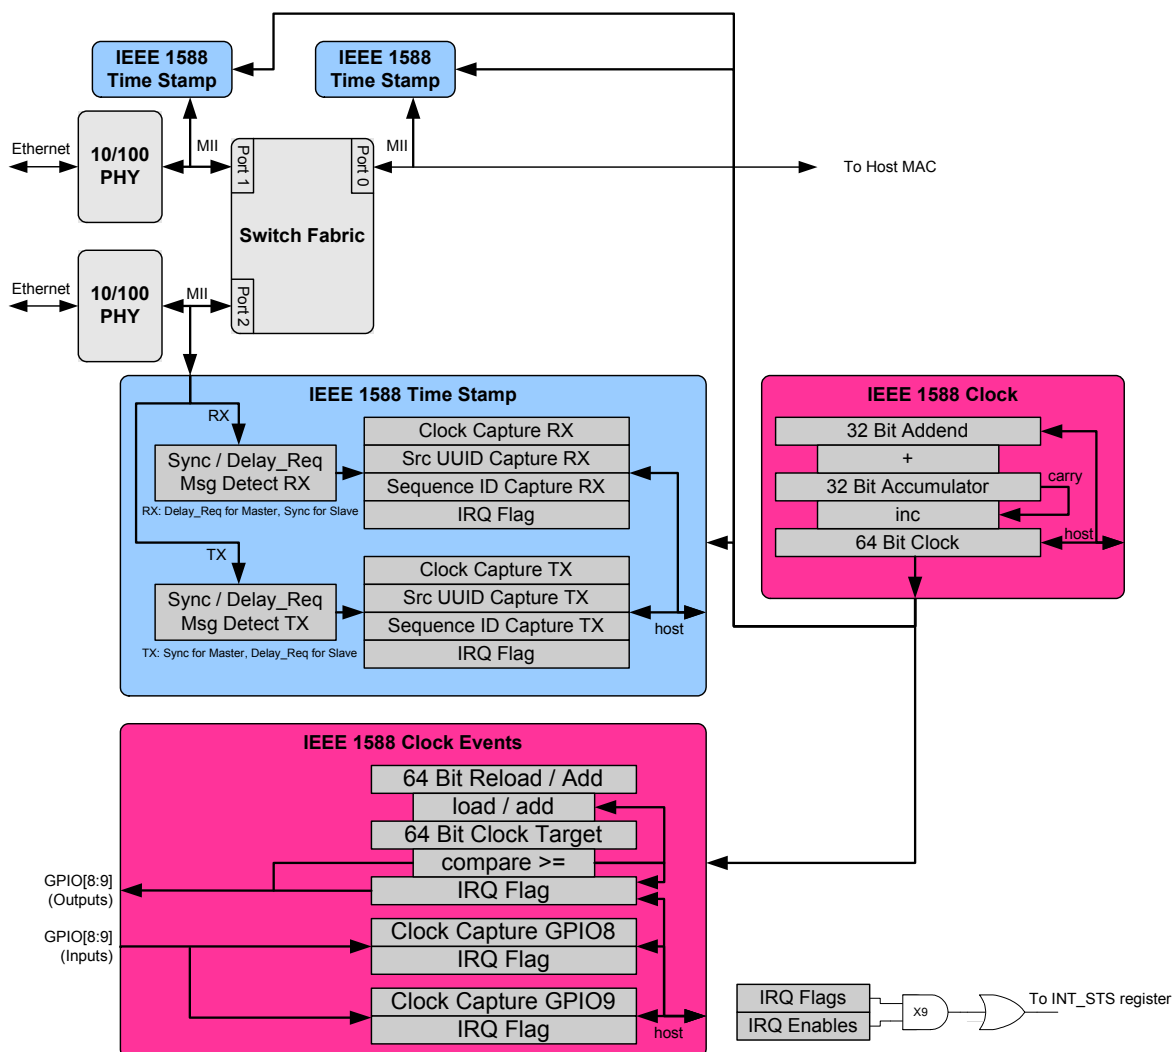 IEEE 1588
Time Stamp
IEEE 1588
Time Stamp
Ethernet
10/100
PHY
MII
Port 1
Port 0
MII
To Host MAC
Switch Fabric
Ethernet
10/100
PHY
MII
Port 2
IEEE 1588 Time Stamp
RX
Sync / Delay_Req
Msg Detect RX
RX: Delay_Req for Master, Sync for Slave
Clock Capture RX
Src UUID Capture RX
Sequence ID Capture RX
IRQ Flag
TX
Sync / Delay_Req
Msg Detect TX
TX: Sync for Master, Delay_Req for Slave
Clock Capture TX
Src UUID Capture TX
Sequence ID Capture TX
IRQ Flag
host
IEEE 1588 Clock
32 Bit Addend
+
carry
32 Bit Accumulator
inc
host
64 Bit Clock
IEEE 1588 Clock Events
64 Bit Reload / Add
load / add
64 Bit Clock Target
compare >=
IRQ Flag
GPIO[8:9]
(Outputs)
GPIO[8:9]
(Inputs)
Clock Capture GPIO8
IRQ Flag
Clock Capture GPIO9
IRQ Flag
host
IRQ Flags
IRQ Enables
X9
To INT_STS register